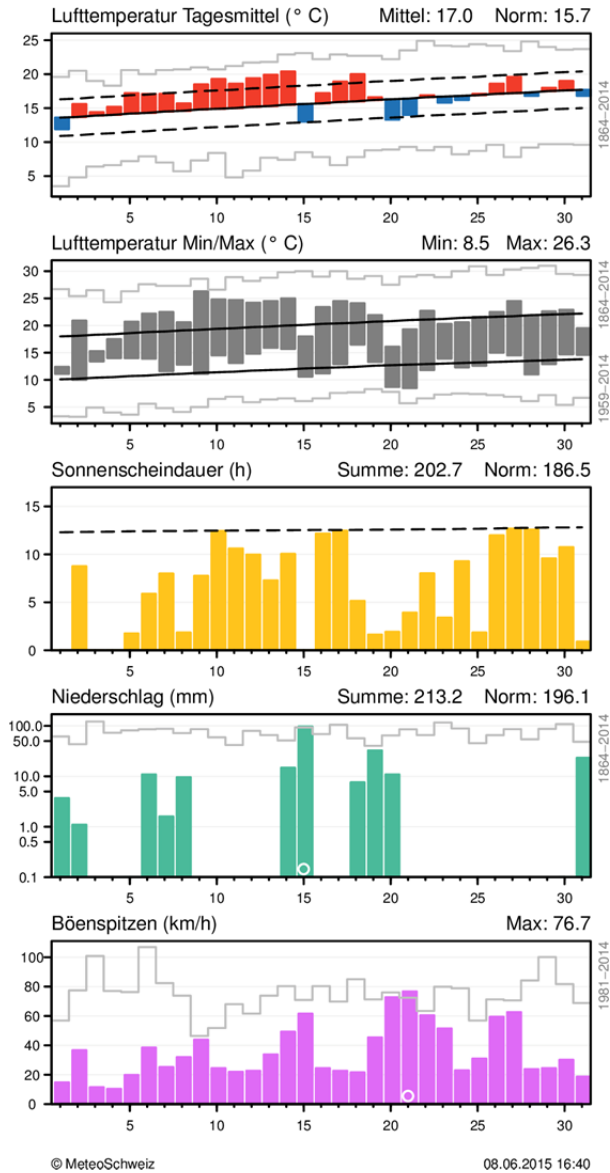 Lufttemperatur Tagesmittel (° C) Mittel: 17.0 Norm: 15.7
25
20
15
10
5
5 10 15 20 25 30
1864–2014
Lufttemperatur Min/Max (° C) Min: 8.5 Max: 26.3
30
25
20
15
10
5
5 10 15 20 25 30
1959–2014 1864–2014
Sonnenscheindauer (h) Summe: 202.7 Norm: 186.5
15
10
5
0
5 10 15 20 25 30
Niederschlag (mm) Summe: 213.2 Norm: 196.1
100.0
50.0
10.0
5.0
1.0
0.5
0.1
5 10 15 20 25 30
1864–2014
Böenspitzen (km/h) Max: 76.7
100
80
60
40
20
0
5 10 15 20 25 30
1981–2014
© MeteoSchweiz 08.06.2015 16:40